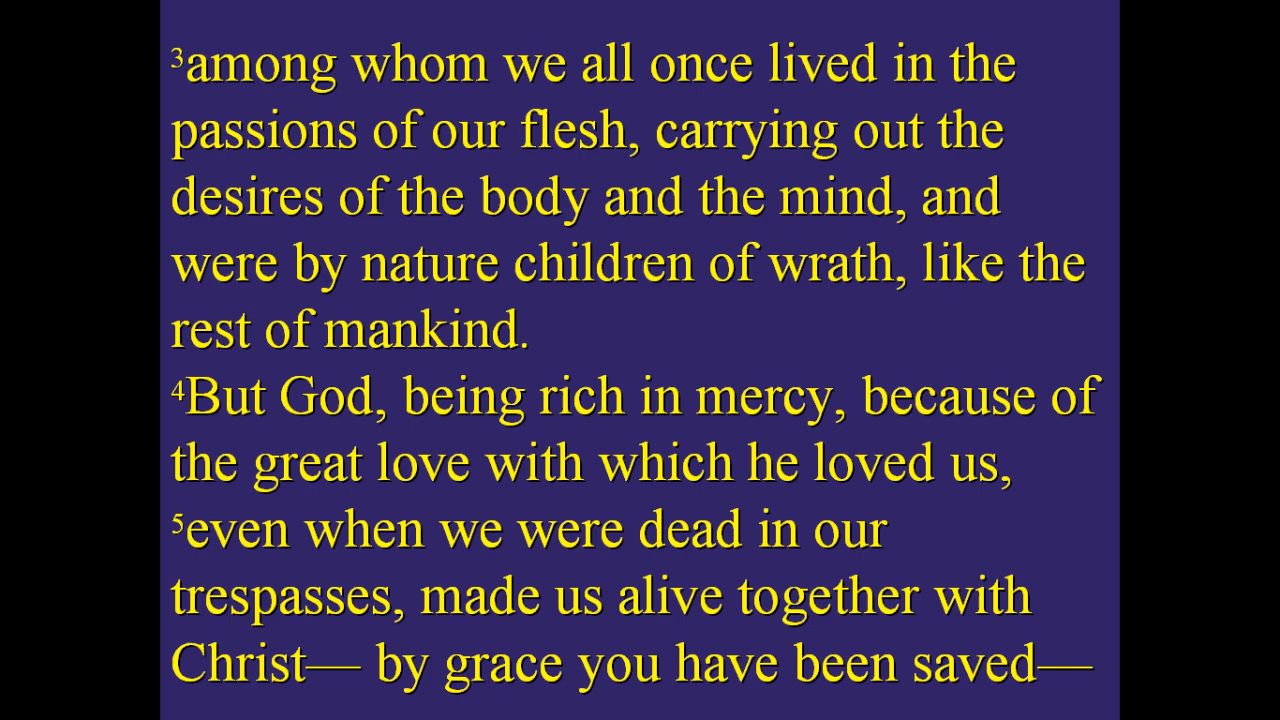 ³among whom we all once lived in the
passions of our flesh, carrying out the
desires of the body and the mind, and
were by nature children of wrath, like the
rest of mankind.
⁴But God, being rich in mercy, because of
the great love with which he loved us,
⁵even when we were dead in our
trespasses, made us alive together with
Christ— by grace you have been saved—